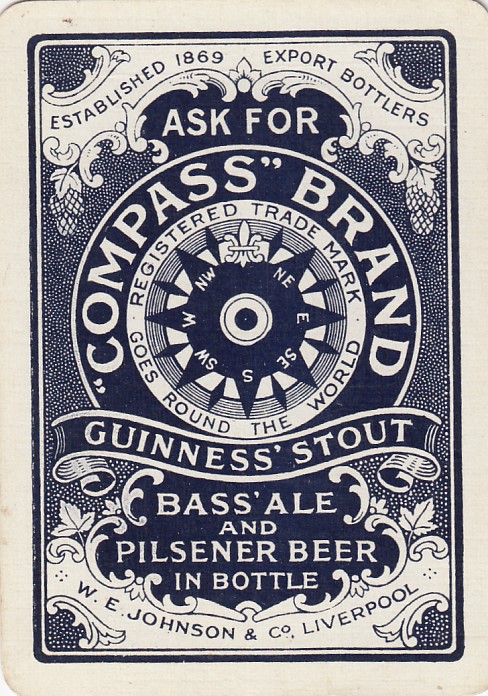 ESTABLISHED 1869 EXPORT BOTTLERS
ASK FOR
"COMPASS" BRAND
REGISTERED TRADE MARK
GOES ROUND THE WORLD
NW NE
W E
SW SE
S
GUINNESS' STOUT
BASS' ALE
AND
PILSENER BEER
IN BOTTLE
W. E. JOHNSON & Co. LIVERPOOL